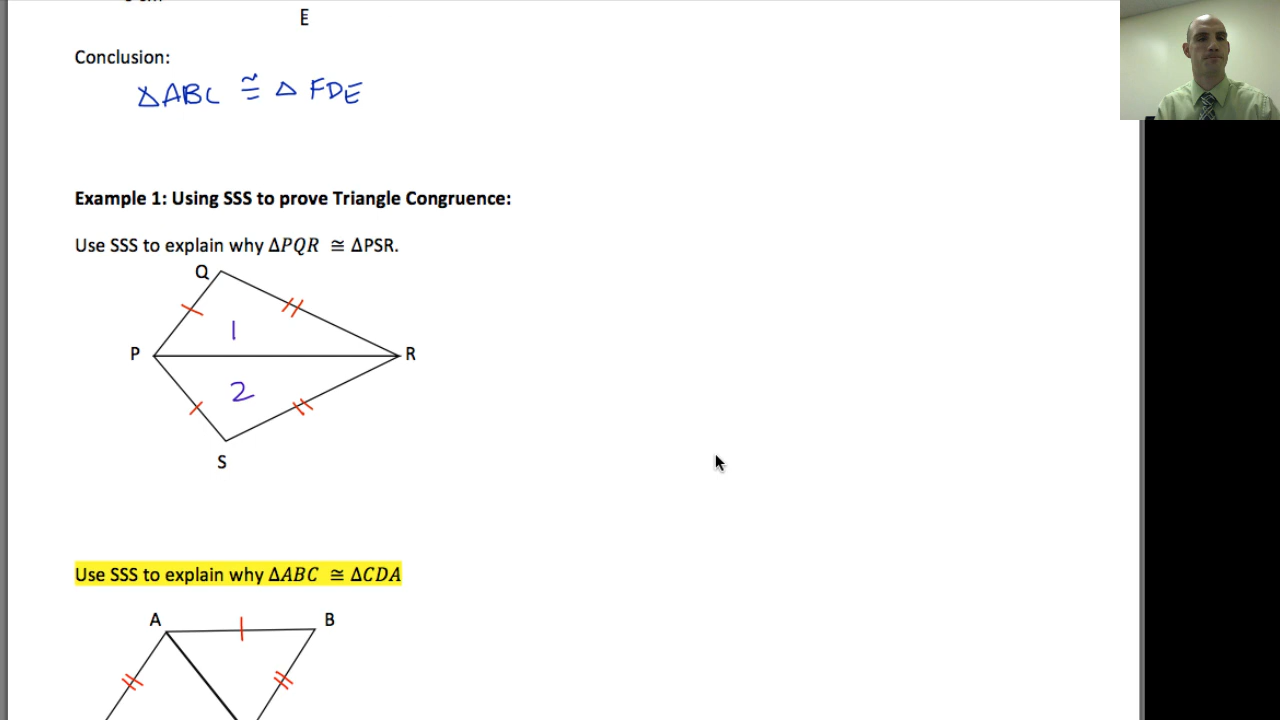 E
Conclusion:
△ABC ≅ △ FDE
Example 1: Using SSS to prove Triangle Congruence:
Use SSS to explain why ΔPQR ≅ ΔPSR.
Q
1
P
R
2
S
Use SSS to explain why ΔABC ≅ ΔCDA
A
B